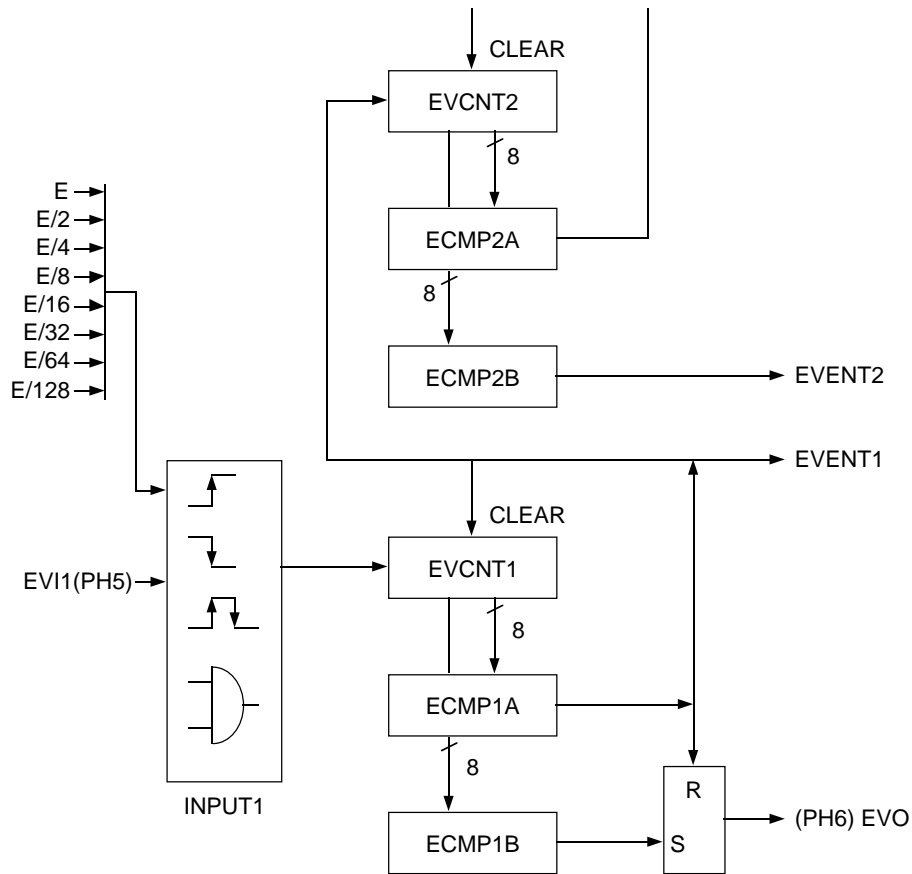 CLEAR
EVCNT2
8
E
E/2
E/4
E/8
E/16
E/32
E/64
E/128
ECMP2A
8
ECMP2B
EVENT2
EVENT1
CLEAR
EVI1(PH5)
EVCNT1
8
ECMP1A
8
INPUT1
R
S
(PH6) EVO
ECMP1B